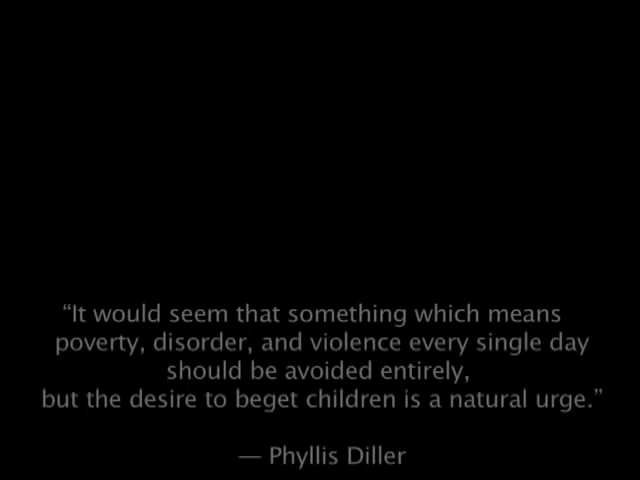 “It would seem that something which means
poverty, disorder, and violence every single day
should be avoided entirely,
but the desire to beget children is a natural urge.”
— Phyllis Diller